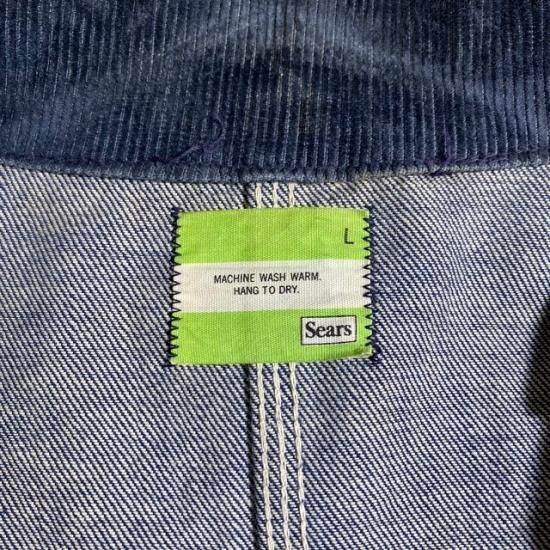 L
MACHINE WASH WARM.
HANG TO DRY.
Sears